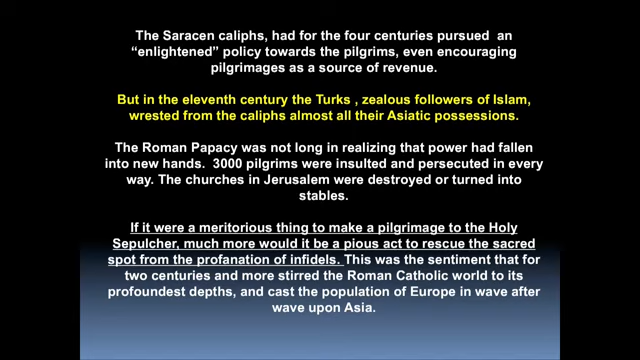 The Saracen caliphs, had for the four centuries pursued  an
“enlightened” policy towards the pilgrims, even encouraging
pilgrimages as a source of revenue.
But in the eleventh century the Turks , zealous followers of Islam,
wrested from the caliphs almost all their Asiatic possessions.
The Roman Papacy was not long in realizing that power had fallen
into new hands.  3000 pilgrims were insulted and persecuted in every
way. The churches in Jerusalem were destroyed or turned into
stables.
If it were a meritorious thing to make a pilgrimage to the Holy
Sepulcher, much more would it be a pious act to rescue the sacred
spot from the profanation of infidels. This was the sentiment that for
two centuries and more stirred the Roman Catholic world to its
profoundest depths, and cast the population of Europe in wave after
wave upon Asia.